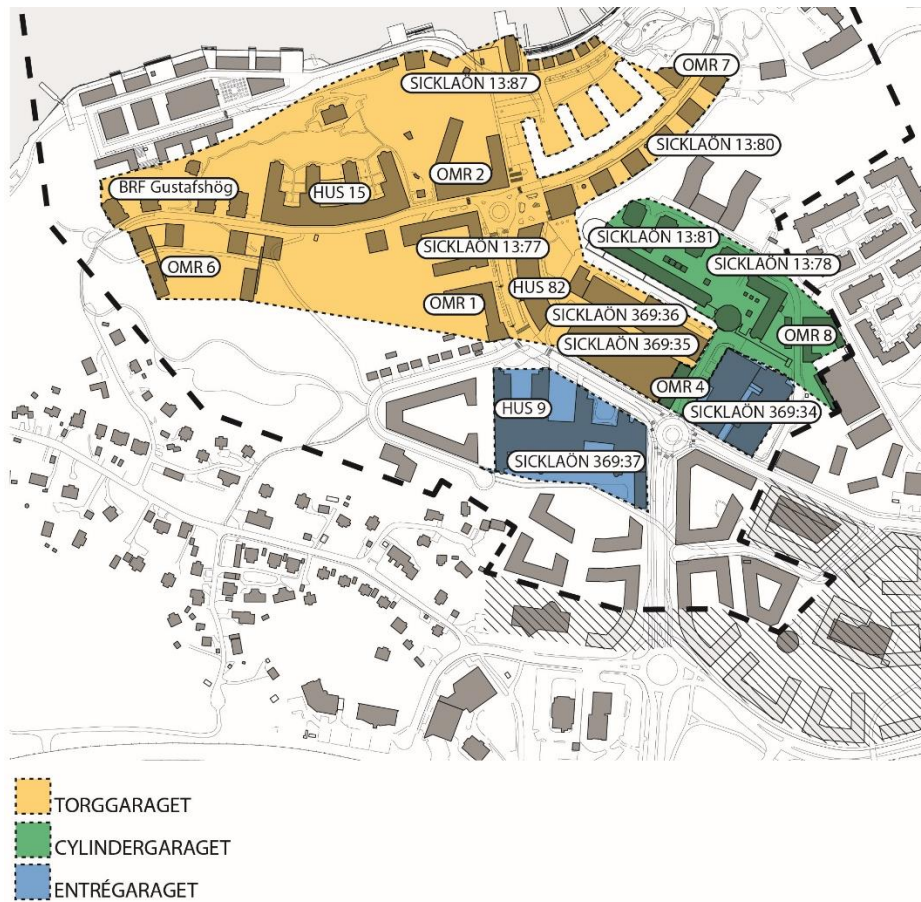 SICKLAÖN 13:87
OMR 7
SICKLAÖN 13:80
OMR 2
BRF Gustafshög
HUS 15
SICKLAÖN 13:81
SICKLAÖN 13:77
SICKLAÖN 13:78
OMR 6
HUS 82
OMR 1
SICKLAÖN 369:36
OMR 8
SICKLAÖN 369:35
OMR 4
HUS 9
SICKLAÖN 369:34
SICKLAÖN 369:37
TORGGARAGET
CYLINDERGARAGET
ENTRÉGARAGET